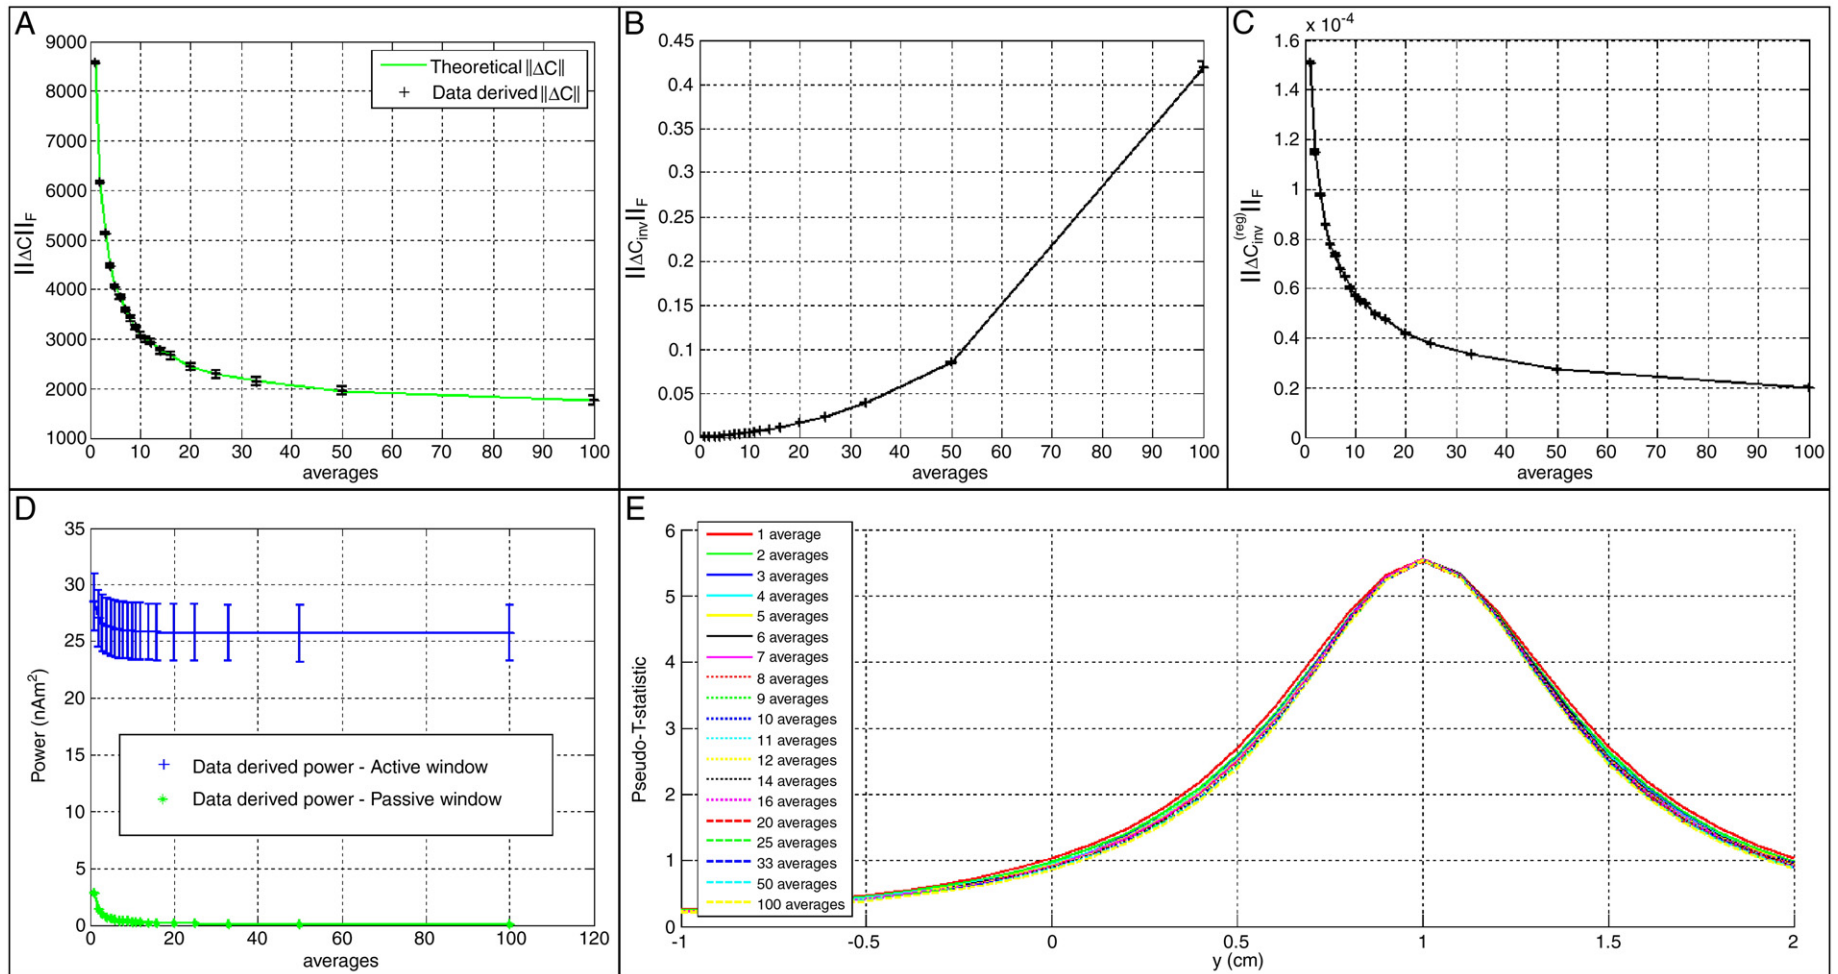 A
9000
8000
7000
6000
5000
4000
3000
2000
1000
||ΔC||F
Theoretical ||ΔC||
Data derived ||ΔC||
0 10 20 30 40 50 60 70 80 90 100
averages
B
0.45
0.4
0.35
0.3
0.25
0.2
0.15
0.1
0.05
0
||ΔCinv||F
0 10 20 30 40 50 60 70 80 90 100
averages
C
x 10-4
1.6
1.4
1.2
1
0.8
0.6
0.4
0.2
0
||ΔCinv(reg)||F
0 10 20 30 40 50 60 70 80 90 100
averages
D
35
30
25
20
15
10
5
0
Power (nAm2)
Data derived power - Active window
Data derived power - Passive window
0 20 40 60 80 100 120
averages
E
6
5
4
3
2
1
0
Pseudo-T-statistic
1 average
2 averages
3 averages
4 averages
5 averages
6 averages
7 averages
8 averages
9 averages
10 averages
11 averages
12 averages
14 averages
16 averages
20 averages
25 averages
33 averages
50 averages
100 averages
-1 -0.5 0 0.5 1 1.5 2
y (cm)